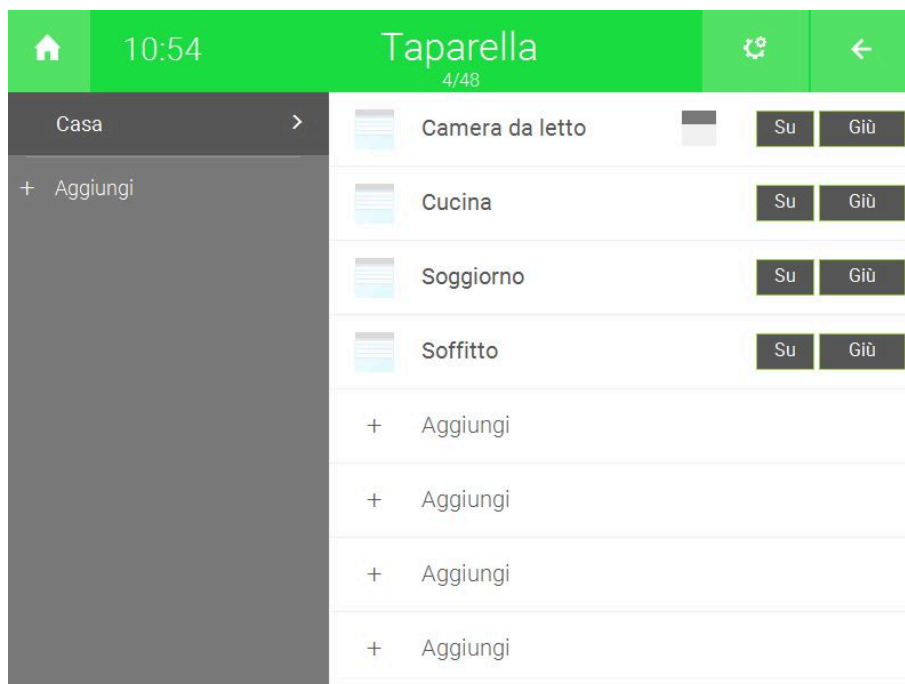 10:54
Taparella
4/48
Casa
+ Aggiungi
Camera da letto Su Giù
Cucina Su Giù
Soggiorno Su Giù
Soffitto Su Giù
+ Aggiungi
+ Aggiungi
+ Aggiungi
+ Aggiungi